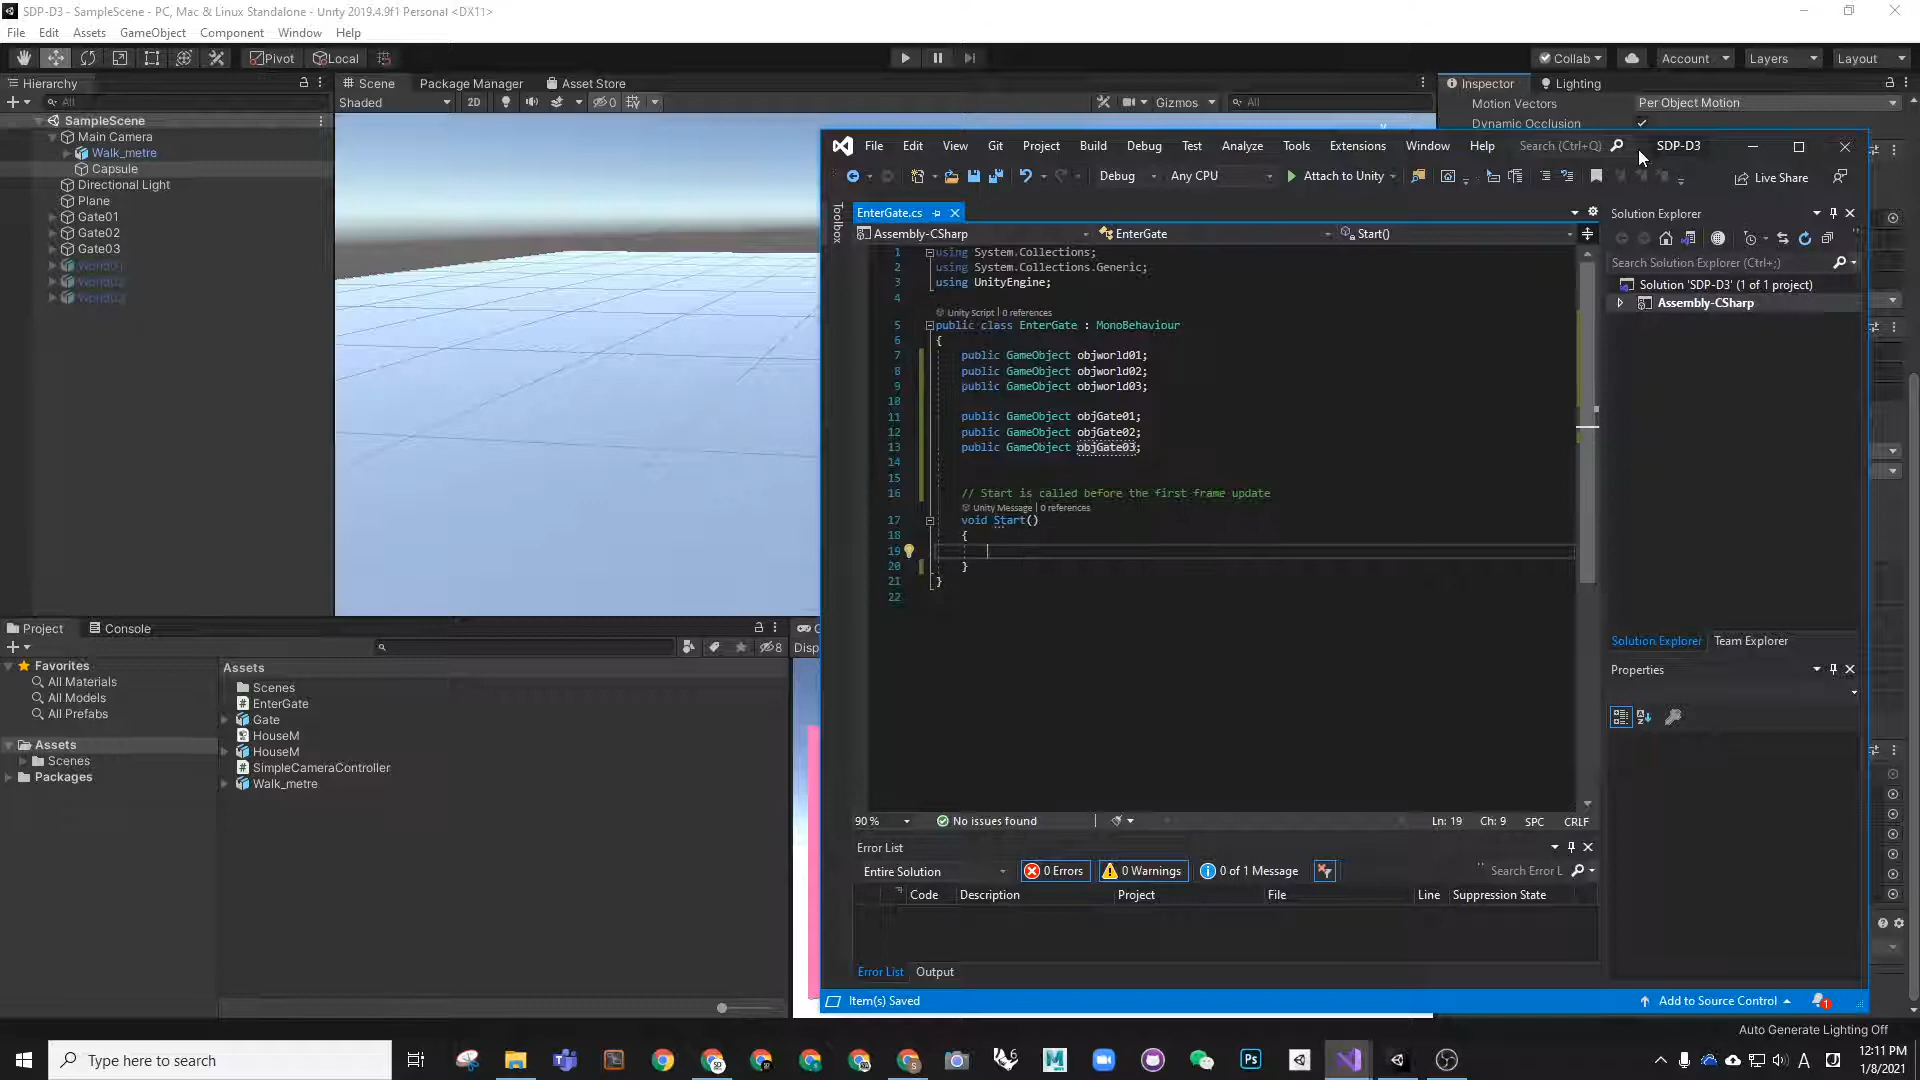 SDP-D3 - SampleScene - PC, Mac & Linux Standalone - Unity 2019.4.9f1 Personal <DX11>
File Edit Assets GameObject Component Window Help
Pivot Local Collab Account Layers Layout
Hierarchy
All
SampleScene
Main Camera
Walk_metre
Capsule
Directional Light
Plane
Gate01
Gate02
Gate03
World01
World02
World03
Scene Package Manager Asset Store
Shaded 2D 0 Gizmos All
Inspector Lighting
Motion Vectors Per Object Motion
Dynamic Occlusion
File Edit View Git Project Build Debug Test Analyze Tools Extensions Window Help Search (Ctrl+Q) SDP-D3
Debug Any CPU Attach to Unity Live Share
Toolbox
EnterGate.cs
Assembly-CSharp EnterGate Start()
1 using System.Collections;
2 using System.Collections.Generic;
3 using UnityEngine;
4
Unity Script | 0 references
5 public class EnterGate : MonoBehaviour
6 {
7 public GameObject objworld01;
8 public GameObject objworld02;
9 public GameObject objworld03;
10
11 public GameObject objGate01;
12 public GameObject objGate02;
13 public GameObject objGate03;
14
15
16 // Start is called before the first frame update
Unity Message | 0 references
17 void Start()
18 {
19
20 }
21 }
22
90 % No issues found Ln: 19 Ch: 9 SPC CRLF
Error List
Entire Solution 0 Errors 0 Warnings 0 of 1 Message Search Error L
Code Description Project File Line Suppression State
Error List Output
Item(s) Saved Add to Source Control 1
Solution Explorer
Search Solution Explorer (Ctrl+;)
Solution 'SDP-D3' (1 of 1 project)
Assembly-CSharp
Solution Explorer Team Explorer
Properties
Project Console
8
Disp
Favorites
All Materials
All Models
All Prefabs
Assets
Scenes
Packages
Assets
Scenes
EnterGate
Gate
HouseM
HouseM
SimpleCameraController
Walk_metre
Auto Generate Lighting Off
Type here to search
Ps
A
12:11 PM
1/8/2021